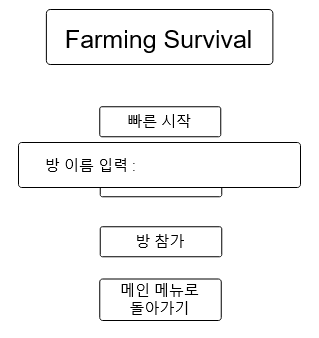 Farming Survival
빠른 시작
방 이름 입력 :
방 참가
메인 메뉴로
돌아가기